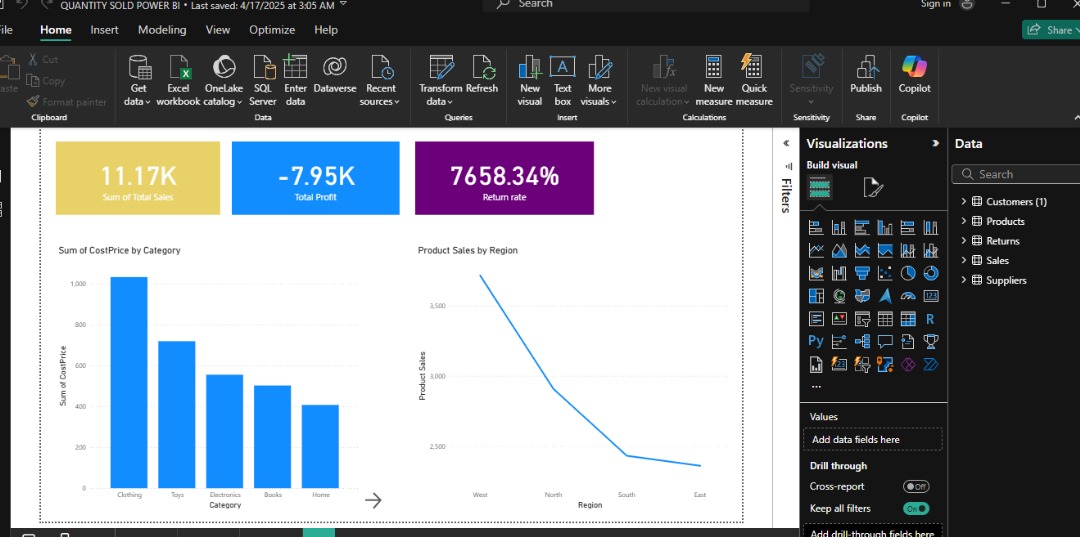 QUANTITY SOLD POWER BI • Last saved: 4/17/2025 at 3:05 AM
Search
Sign in
File Home Insert Modeling View Optimize Help
Share
Cut
Copy
Format painter
Clipboard
Get data
Excel workbook
OneLake catalog
SQL Server
Enter data
Dataverse
Recent sources
Data
Transform data
Refresh
Queries
New visual
Text box
More visuals
Insert
New visual calculation
New measure
Quick measure
Calculations
Sensitivity
Sensitivity
Publish
Share
Copilot
Copilot
11.17K
Sum of Total Sales
-7.95K
Total Profit
7658.34%
Return rate
Sum of CostPrice by Category
Sum of CostPrice
1,000
800
600
400
200
0
Clothing Toys Electronics Books Home
Category
Product Sales by Region
Product Sales
3,500
3,000
2,500
West North South East
Region
Filters
Visualizations
Build visual
123
R
Py
123
Values
Add data fields here
Drill through
Cross-report
Off
Keep all filters
On
Add drill-through fields here
Data
Search
Customers (1)
Products
Returns
Sales
Suppliers